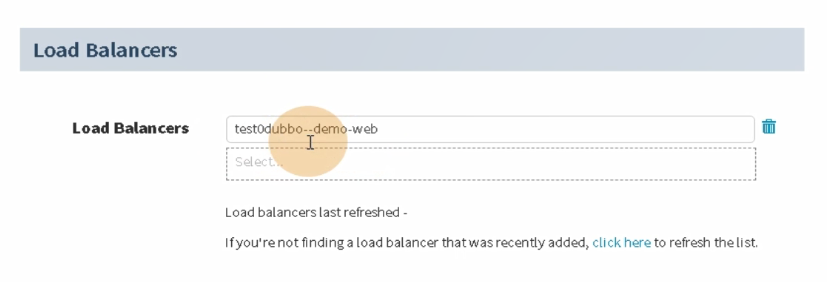 Load Balancers
Load Balancers
test0dubbo--demo-web
Select...
Load balancers last refreshed -
If you're not finding a load balancer that was recently added, click here to refresh the list.